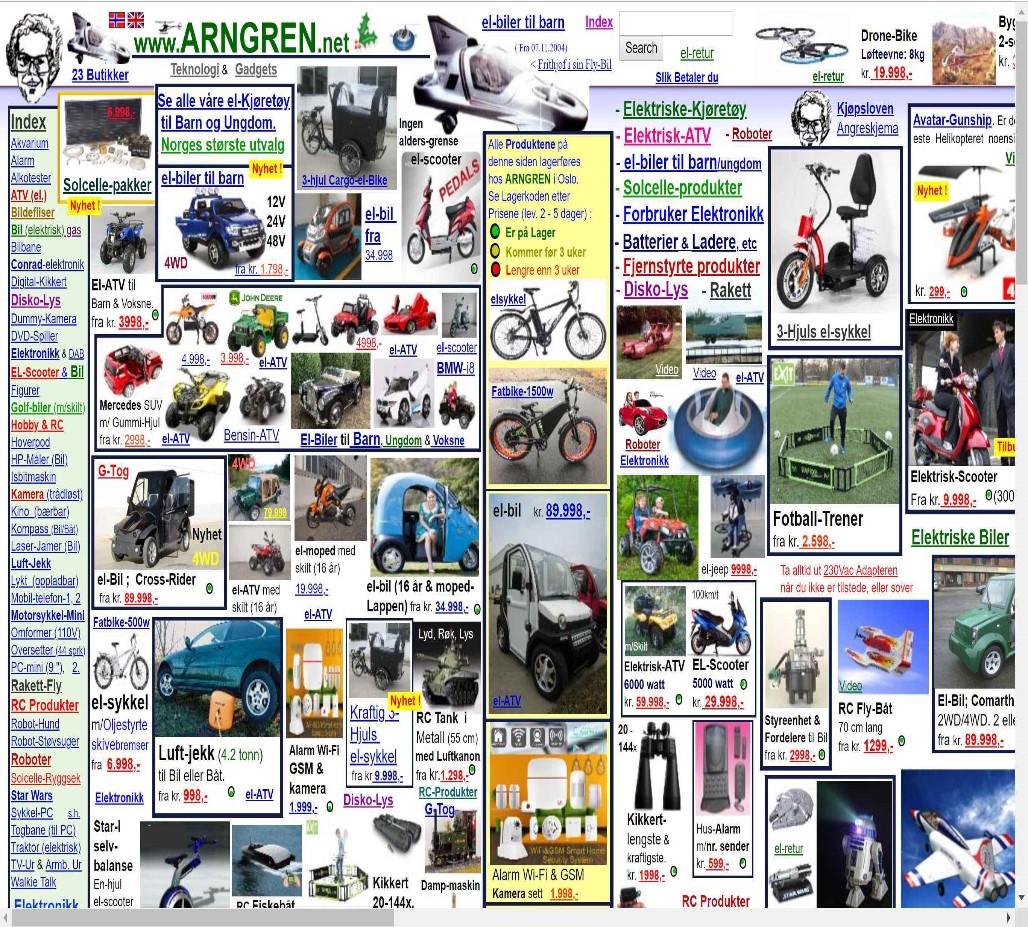 www.ARNGREN.net
23 Butikker
Teknologi & Gadgets
el-biler til barn
Index
( Fra 07.11.2004)
< Frithjof i sin Fly-Bil
Search
el-retur
Slik Betaler du
el-retur
Drone-Bike
Løfteevne: 8kg
kr. 19.998,-
Index
Akvarium
Alarm
Alkotester
ATV (el.)
Bildefliser
Bil (elektrisk) gas
Bilbane
Conrad-elektronik
Digital-Kikkert
Disko-Lys
Dummy-Kamera
DVD-Spiller
Elektronikk & DAB
EL-Scooter & Bil
Figurer
Golf-biler (m/skilt)
Hobby & RC
Hoverpod
HP-Måler (Bil)
Isbitmaskin
Kamera (trådløst)
Kino (bærbar)
Kompass (Bil/Båt)
Laser-Jamer (Bil)
Luft-Jekk
Lykt (oppladbar)
Mobil-telefon-1, 2
Motorsykkel-Mini
Omformer (110V)
Oversetter (44 språk)
PC-mini (9 "), 2.
Rakett-Fly
RC Produkter
Robot-Hund
Robot-Støvsuger
Roboter
Solcelle-Ryggsek
Star Wars
Sykkel-PC s.h.
Togbane (til PC)
Traktor (elektrisk)
TV-Ur & Armb. Ur
Walkie Talk
Elektronikk
6.998,-
Solcelle-pakker
Nyhet !
Se alle våre el-Kjøretøy
til Barn og Ungdom.
Norges største utvalg
Nyhet !
el-biler til barn
12V
24V
48V
4WD
fra kr. 1.798,-
3-hjul Cargo-el-Bike
Ingen
alders-grense
el-scooter
PEDALS
el-bil
fra
34.998
El-ATV til
Barn & Voksne.
fra kr. 3998,-
JOHN DEERE
4.998,-
3.998,-
el-ATV
4998,-
el-ATV
el-scooter
BMW-i8
Mercedes SUV
m/ Gummi-Hjul
fra kr. 2998,-
el-ATV
Bensin-ATV
El-Biler til Barn, Ungdom & Voksne
Alle Produktene på
denne siden lagerføres
hos ARNGREN i Oslo.
Se Lagerkoden etter
Prisene (lev. 2 - 5 dager) :
Er på Lager
Kommer før 3 uker
Lengre enn 3 uker
elsykkel
Fatbike-1500w
el-bil kr. 89.998,-
el-ATV
Alarm Wi-Fi & GSM
Kamera sett 1.998,-
WiFi&GSM Smart Home
Security System
G-Tog
Nyhet
4WD
el-Bil ; Cross-Rider
fra kr. 89.998,-
4WD
79.998
el-ATV med
skilt (16 år)
el-moped med
skilt (16 år)
19.998,-
el-ATV
el-bil (16 år & moped-
Lappen) fra kr. 34.998,-
Fatbike-500w
el-sykkel
m/Oljestyrte
skivebremser
fra 6.998,-
Elektronikk
Luft-jekk (4.2 tonn)
til Bil eller Båt.
fra kr. 998,-
el-ATV
Alarm Wi-Fi
GSM &
kamera
1.999,-
Nyhet !
Kraftig 3-
Hjuls
el-sykkel
fra kr 9.998,-
Disko-Lys
Lyd, Røk, Lys
RC Tank i
Metall (55 cm)
med Luftkanon
fra kr.1.298,-
RC-Produkter
G-Tog
Star-I
selv-
balanse
En-hjul
el-scooter
RC Fiskebåt
Kikkert
20-144x.
Damp-maskin
- Elektriske-Kjøretøy
- Elektrisk-ATV - Roboter
- el-biler til barn/ungdom
- Solcelle-produkter
- Forbruker Elektronikk
- Batterier & Ladere, etc
- Fjernstyrte produkter
- Disko-Lys - Rakett
Video
Video
el-ATV
Roboter
Elektronikk
el-jeep 9998,-
m/Skilt
100km/t
Elektrisk-ATV
6000 watt
kr. 59.998,-
EL-Scooter
5000 watt
kr. 29.998,-
20 -
144x
Kikkert-
lengste &
kraftigste.
kr. 1998,-
Hus-Alarm
m/nr. sender
kr. 599,-
RC Produkter
Kjøpsloven
Angreskjema
3-Hjuls el-sykkel
EXIT
Fotball-Trener
fra kr. 2.598,-
Ta alltid ut 230Vac Adapteren
når du ikke er tilstede, eller sover
Styreenhet &
Fordelere til Bil
fra kr. 2998,-
Video
RC Fly-Båt
70 cm lang
fra kr. 1299,-
el-retur
Avatar-Gunship. Er de
este Helikopteret noensi
Nyhet !
kr. 299,-
Elektronikk
Elektrisk-Scooter
Fra kr. 9.998,- (300
Elektriske Biler
El-Bil; Comarth
2WD/4WD. 2 elle
fra kr. 89.998,-